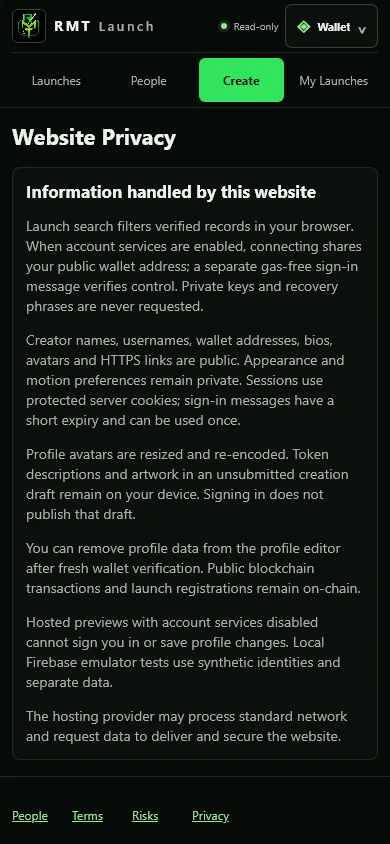 RMT Launch
Read-only
Wallet
Launches
People
Create
My Launches
Website Privacy
Information handled by this website
Launch search filters verified records in your browser.
When account services are enabled, connecting shares
your public wallet address; a separate gas-free sign-in
message verifies control. Private keys and recovery
phrases are never requested.
Creator names, usernames, wallet addresses, bios,
avatars and HTTPS links are public. Appearance and
motion preferences remain private. Sessions use
protected server cookies; sign-in messages have a
short expiry and can be used once.
Profile avatars are resized and re-encoded. Token
descriptions and artwork in an unsubmitted creation
draft remain on your device. Signing in does not
publish that draft.
You can remove profile data from the profile editor
after fresh wallet verification. Public blockchain
transactions and launch registrations remain on-chain.
Hosted previews with account services disabled
cannot sign you in or save profile changes. Local
Firebase emulator tests use synthetic identities and
separate data.
The hosting provider may process standard network
and request data to deliver and secure the website.
People
Terms
Risks
Privacy